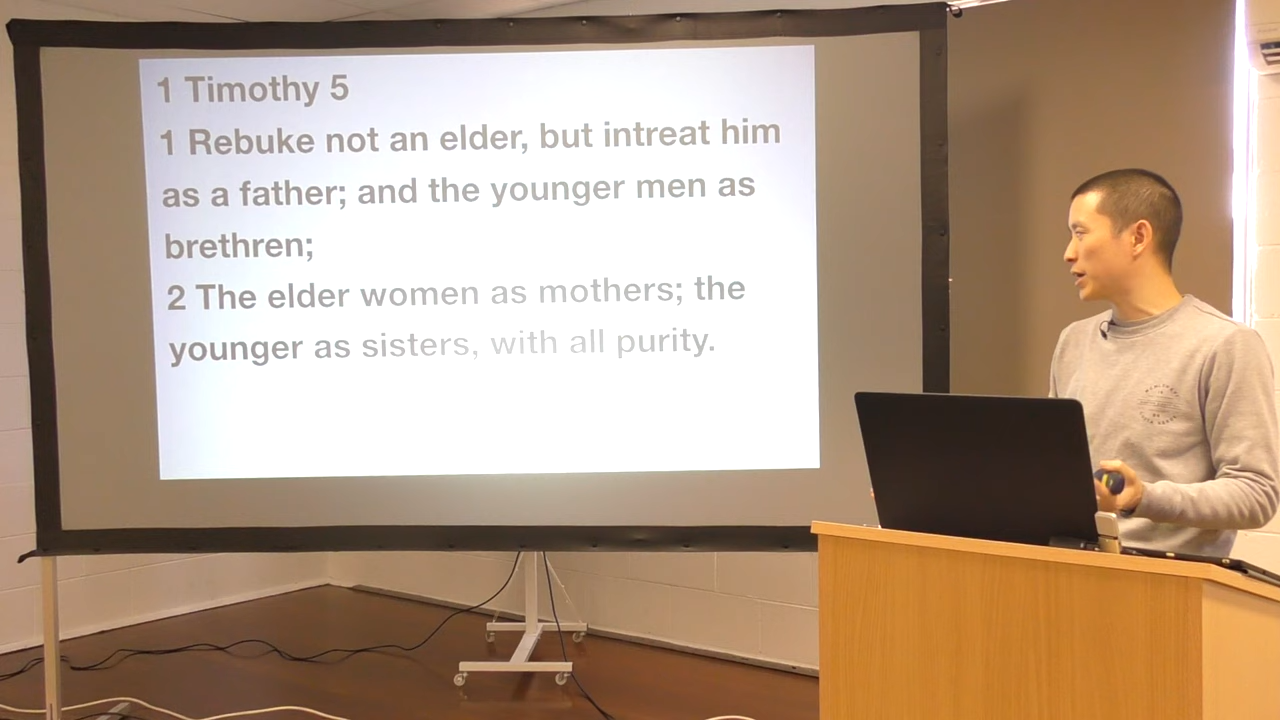 1 Timothy 5
1 Rebuke not an elder, but intreat him
as a father; and the younger men as
brethren;
2 The elder women as mothers; the
younger as sisters, with all purity.